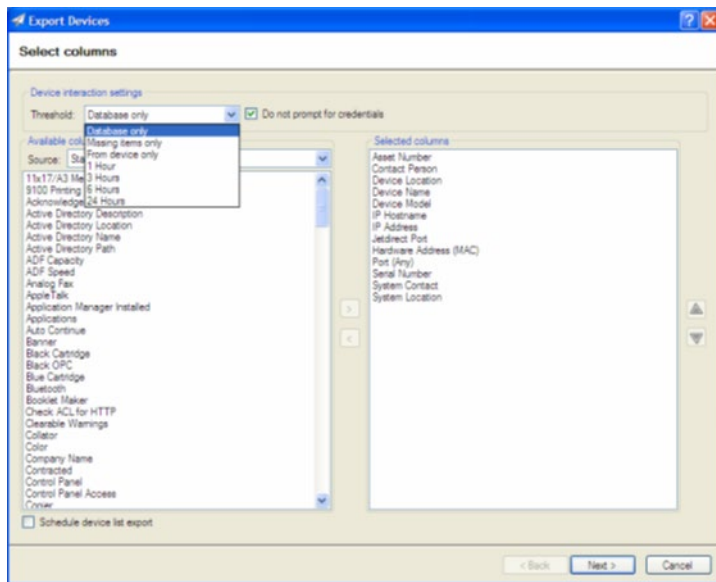 Export Devices
Select columns
Device interaction settings
Threshold: Database only
Do not prompt for credentials
Database only
Missing items only
From device only
1 Hour
3 Hours
6 Hours
24 Hours
Available
Source:
11x17/A3
9100 Printing
Active Directory Description
Active Directory Location
Active Directory Name
Active Directory Path
ADF Capacity
ADF Speed
Analog Fax
AppleTalk
Application Manager Installed
Applications
Auto Continue
Banner
Black Cartridge
Black OPC
Blue Cartridge
Bluetooth
Booklet Maker
Check ACL for HTTP
Clearable Warnings
Collator
Color
Company Name
Contracted
Control Panel
Control Panel Access
Copier
Selected columns
Asset Number
Contact Person
Device Location
Device Name
Device Model
IP Hostname
IP Address
Jetdirect Port
Hardware Address (MAC)
Port (Any)
Serial Number
System Contact
System Location
>
<
Schedule device list export
< Back
Next >
Cancel